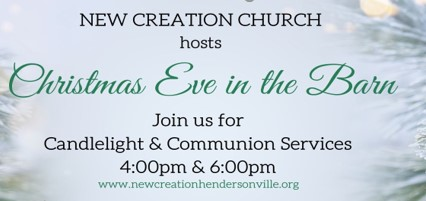 NEW CREATION CHURCH
hosts
Christmas Eve in the Barn
Join us for
Candlelight & Communion Services
4:00pm & 6:00pm
www.newcreationhendersonville.org